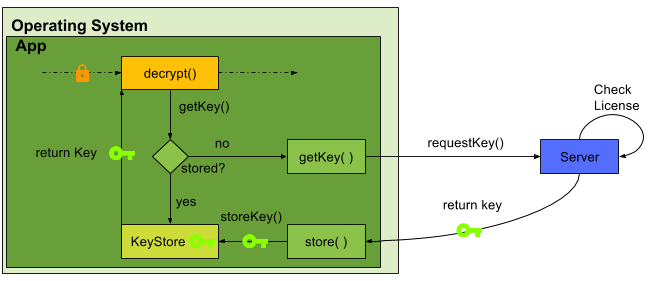 Operating System
App
decrypt()
getKey()
Check
License
return Key
no
stored?
getKey( )
requestKey()
Server
yes
storeKey()
return key
KeyStore
store( )